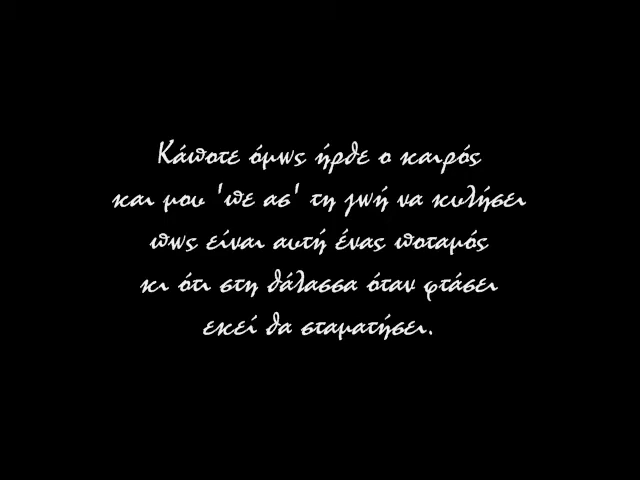 Κάποτε όμως ήρθε ο καιρός
και μου 'πε ασ' τη ζωή να κυλήσει
πως είναι αυτή ένας ποταμός
κι ότι στη θάλασσα όταν φτάσει
εκεί θα σταματήσει.